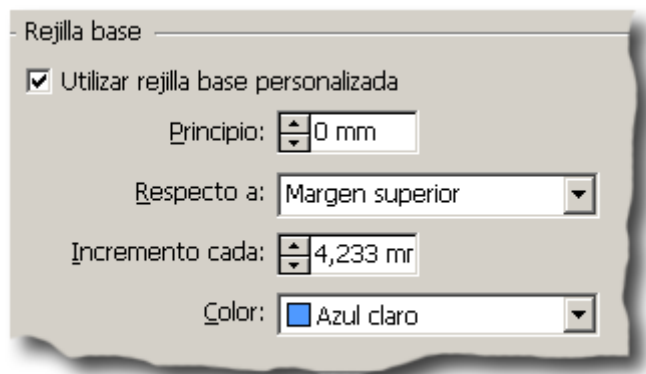 Rejilla base
Utilizar rejilla base personalizada
Principio: 0 mm
Respecto a: Margen superior
Incremento cada: 4,233 mr
Color: Azul claro